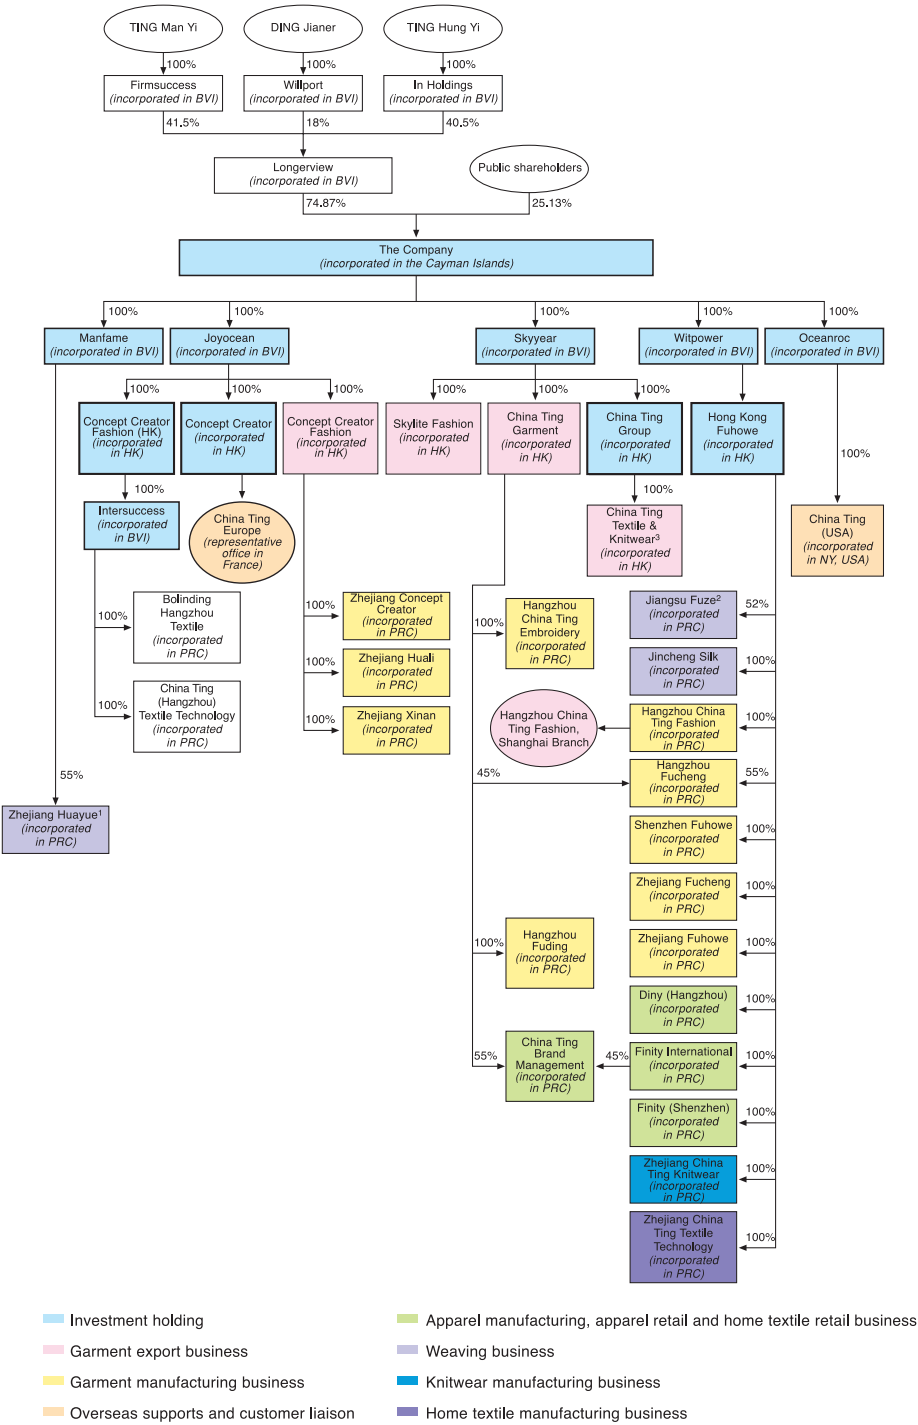 TING Man Yi
DING Jianer
TING Hung Yi
100%
100%
100%
Firmsuccess
(incorporated in BVI)
Willport
(incorporated in BVI)
In Holdings
(incorporated in BVI)
41.5%
18%
40.5%
Longerview
(incorporated in BVI)
Public shareholders
74.87%
25.13%
The Company
(incorporated in the Cayman Islands)
100%
100%
100%
100%
100%
Manfame
(incorporated in BVI)
Joyocean
(incorporated in BVI)
Skyyear
(incorporated in BVI)
Witpower
(incorporated in BVI)
Oceanroc
(incorporated in BVI)
100%
100%
100%
100%
100%
100%
100%
Concept Creator
Fashion (HK)
(incorporated
in HK)
Concept Creator
(incorporated
in HK)
Concept Creator
Fashion
(incorporated
in HK)
Skylite Fashion
(incorporated
in HK)
China Ting
Garment
(incorporated
in HK)
China Ting
Group
(incorporated
in HK)
Hong Kong
Fuhowe
(incorporated
in HK)
100%
100%
100%
100%
Intersuccess
(incorporated
in BVI)
China Ting
Europe
(representative
office in
France)
China Ting
Textile &
Knitwear3
(incorporated
in HK)
China Ting
(USA)
(incorporated
in NY, USA)
100%
Bolinding
Hangzhou
Textile
(incorporated
in PRC)
100%
Zhejiang Concept
Creator
(incorporated
in PRC)
100%
Hangzhou
China Ting
Embroidery
(incorporated
in PRC)
Jiangsu Fuze2
(incorporated
in PRC)
52%
100%
Zhejiang Huali
(incorporated
in PRC)
Jincheng Silk
(incorporated
in PRC)
100%
100%
China Ting
(Hangzhou)
Textile Technology
(incorporated
in PRC)
100%
Zhejiang Xinan
(incorporated
in PRC)
Hangzhou China
Ting Fashion,
Shanghai Branch
Hangzhou China
Ting Fashion
(incorporated
in PRC)
100%
55%
45%
Hangzhou
Fucheng
(incorporated
in PRC)
55%
Zhejiang Huayue1
(incorporated
in PRC)
Shenzhen Fuhowe
(incorporated
in PRC)
100%
Zhejiang Fucheng
(incorporated
in PRC)
100%
100%
Hangzhou
Fuding
(incorporated
in PRC)
Zhejiang Fuhowe
(incorporated
in PRC)
100%
Diny (Hangzhou)
(incorporated
in PRC)
100%
55%
China Ting
Brand
Management
(incorporated
in PRC)
45%
Finity International
(incorporated
in PRC)
100%
Finity (Shenzhen)
(incorporated
in PRC)
100%
Zhejiang China
Ting Knitwear
(incorporated
in PRC)
100%
Zhejiang China
Ting Textile
Technology
(incorporated
in PRC)
100%
Investment holding
Apparel manufacturing, apparel retail and home textile retail business
Garment export business
Weaving business
Garment manufacturing business
Knitwear manufacturing business
Overseas supports and customer liaison
Home textile manufacturing business